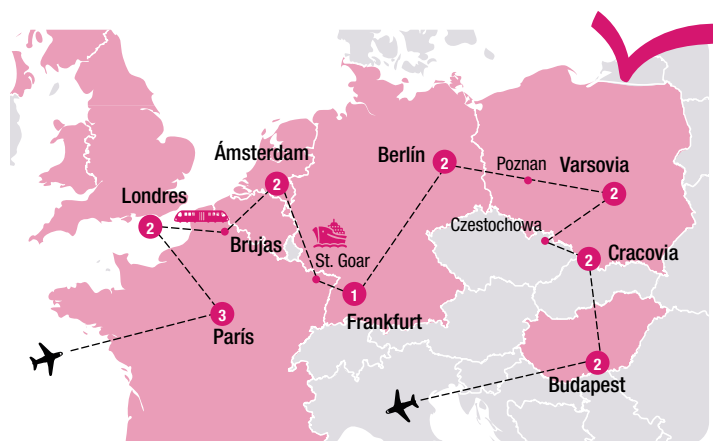 Ámsterdam
2
Berlín
2
Poznan
Varsovia
2
Londres
2
Brujas
Czestochowa
St. Goar
2
Cracovia
1
Frankfurt
3
París
2
Budapest